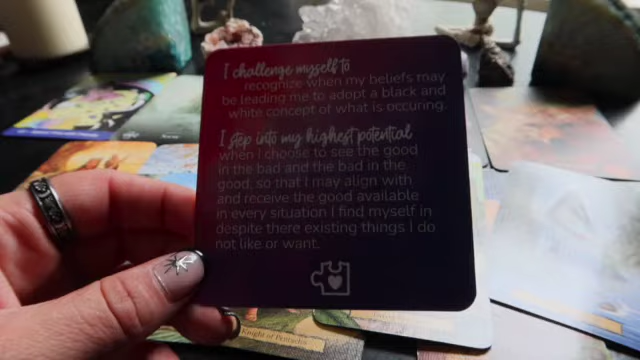 I challenge myself to
recognize when my beliefs may
be leading me to adopt a black and
white concept of what is occuring.
I step into my highest potential
when I choose to see the good
in the bad and the bad in the
good, so that I may align with
and receive the good available
in every situation I find myself in
despite there existing things I do
not like or want.
Knight of Pentacles